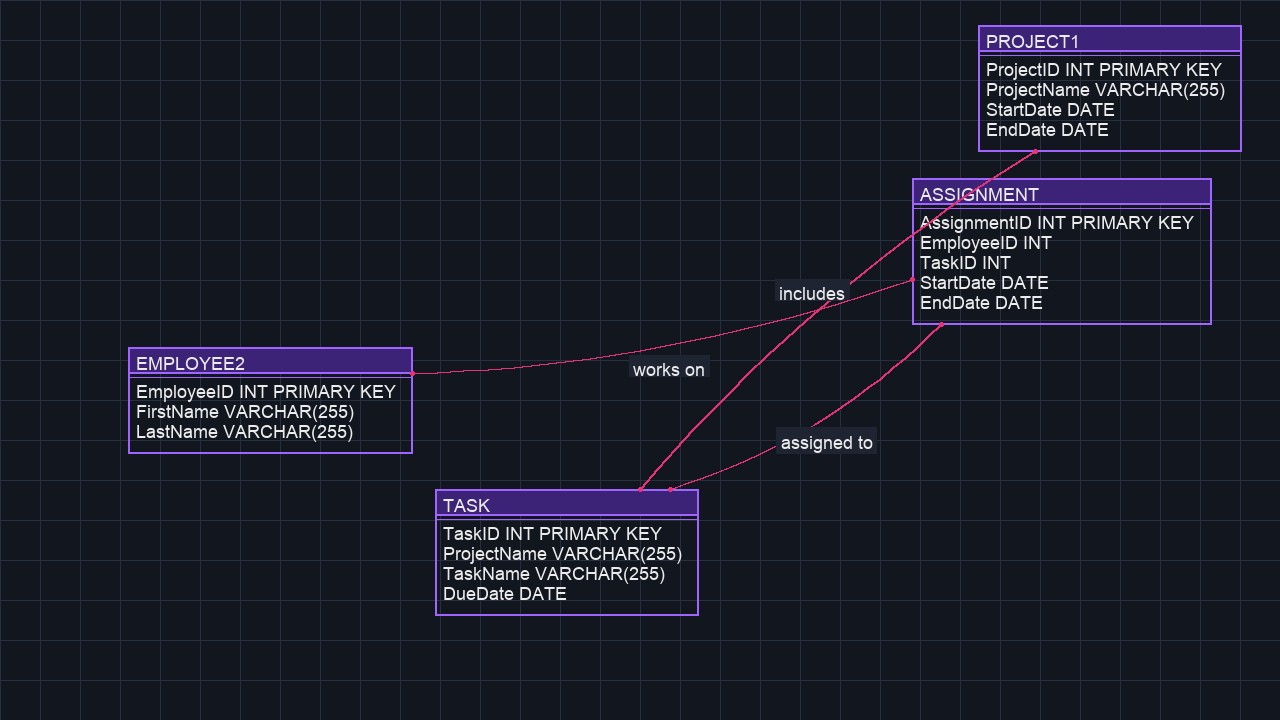 PROJECT1
ProjectID INT PRIMARY KEY
ProjectName VARCHAR(255)
StartDate DATE
EndDate DATE
ASSIGNMENT
AssignmentID INT PRIMARY KEY
EmployeeID INT
TaskID INT
StartDate DATE
EndDate DATE
includes
works on
EMPLOYEE2
EmployeeID INT PRIMARY KEY
FirstName VARCHAR(255)
LastName VARCHAR(255)
assigned to
TASK
TaskID INT PRIMARY KEY
ProjectName VARCHAR(255)
TaskName VARCHAR(255)
DueDate DATE